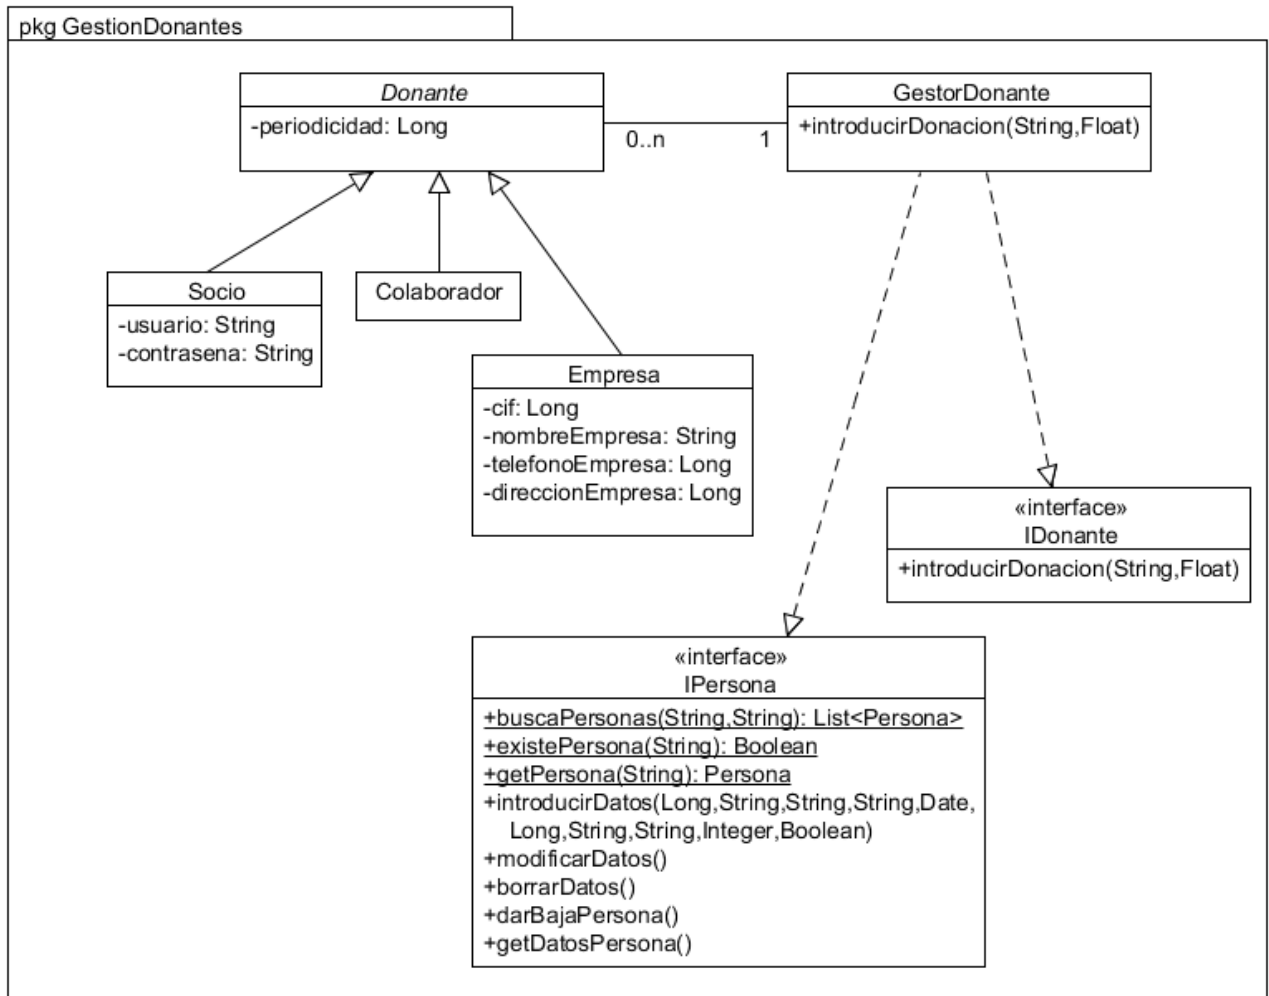 pkg GestionDonantes
Donante
-periodicidad: Long
0..n
1
GestorDonante
+introducirDonacion(String,Float)
Socio
-usuario: String
-contrasena: String
Colaborador
Empresa
-cif: Long
-nombreEmpresa: String
-telefonoEmpresa: Long
-direccionEmpresa: Long
«interface»
IDonante
+introducirDonacion(String,Float)
«interface»
IPersona
+buscaPersonas(String,String): List<Persona>
+existePersona(String): Boolean
+getPersona(String): Persona
+introducirDatos(Long,String,String,String,Date,
Long,String,String,Integer,Boolean)
+modificarDatos()
+borrarDatos()
+darBajaPersona()
+getDatosPersona()